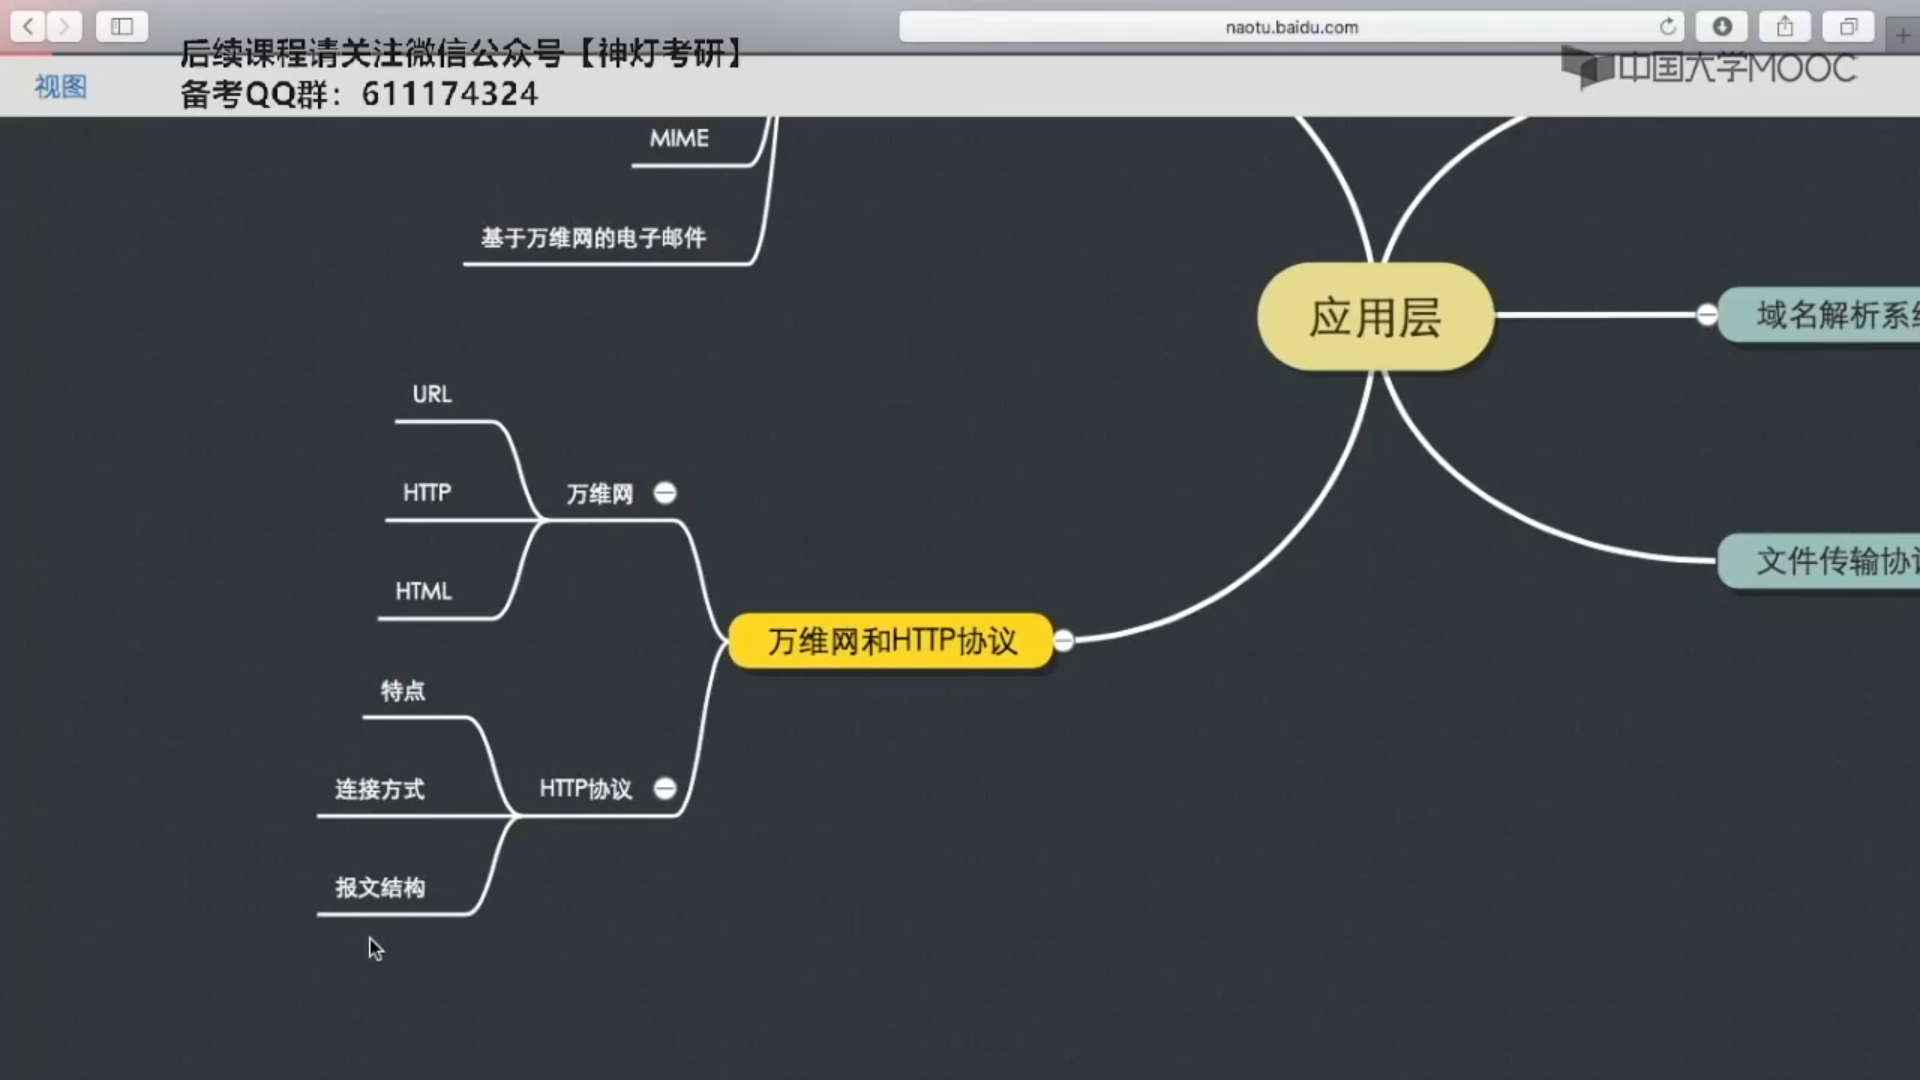 naotu.baidu.com
后续课程请关注微信公众号【神灯考研】
中国大学MOOC
视图
备考QQ群：611174324
MIME
基于万维网的电子邮件
应用层
域名解析系
URL
HTTP
万维网
HTML
文件传输协
万维网和HTTP协议
特点
连接方式
HTTP协议
报文结构